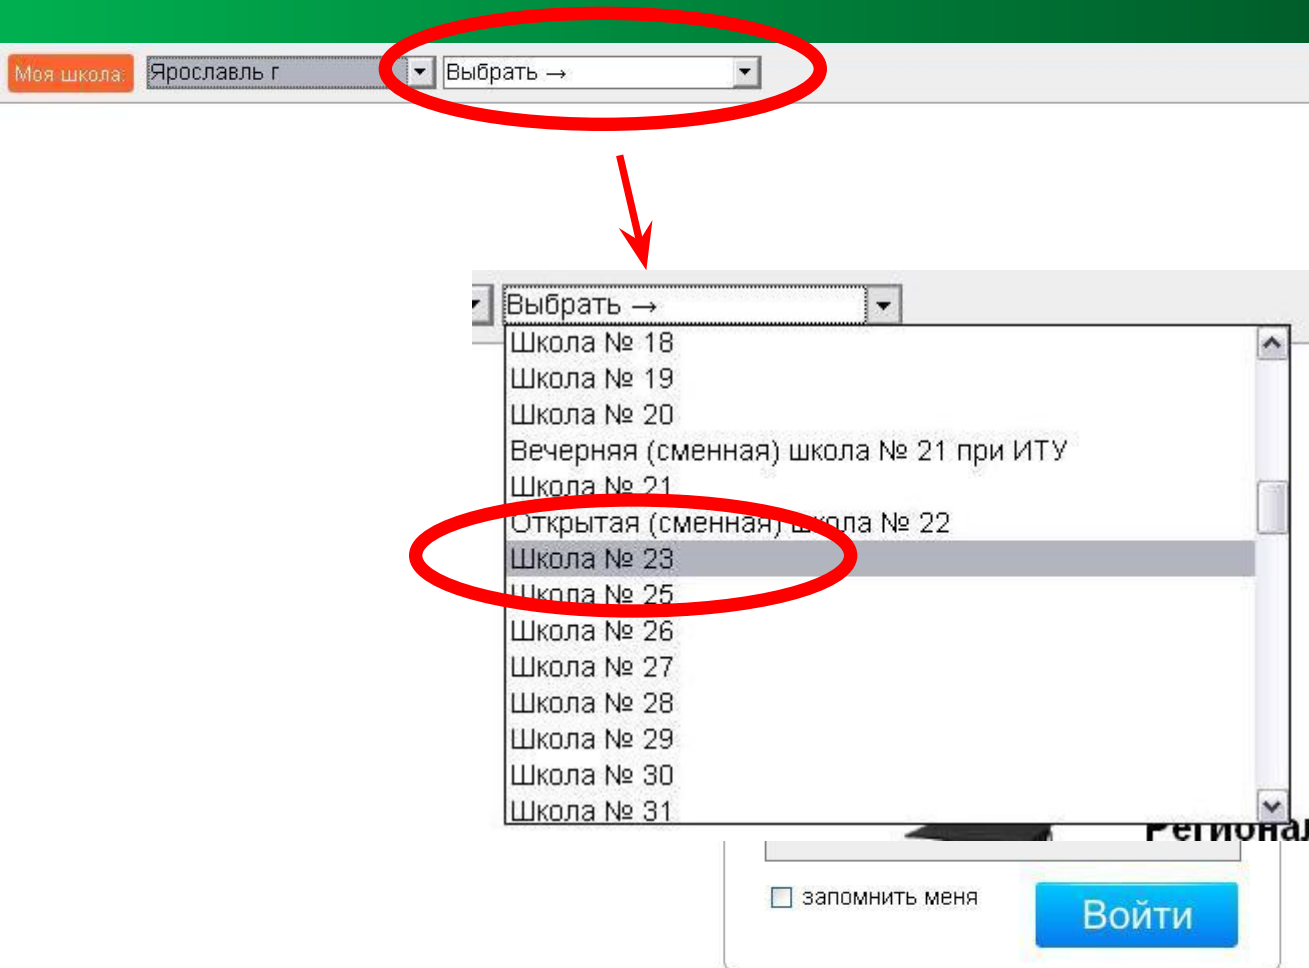 Моя школа: Ярославль г Выбрать →
Выбрать →
Школа № 18
Школа № 19
Школа № 20
Вечерняя (сменная) школа № 21 при ИТУ
Школа № 21
Открытая (сменная) школа № 22
Школа № 23
Школа № 25
Школа № 26
Школа № 27
Школа № 28
Школа № 29
Школа № 30
Школа № 31
запомнить меня
Войти